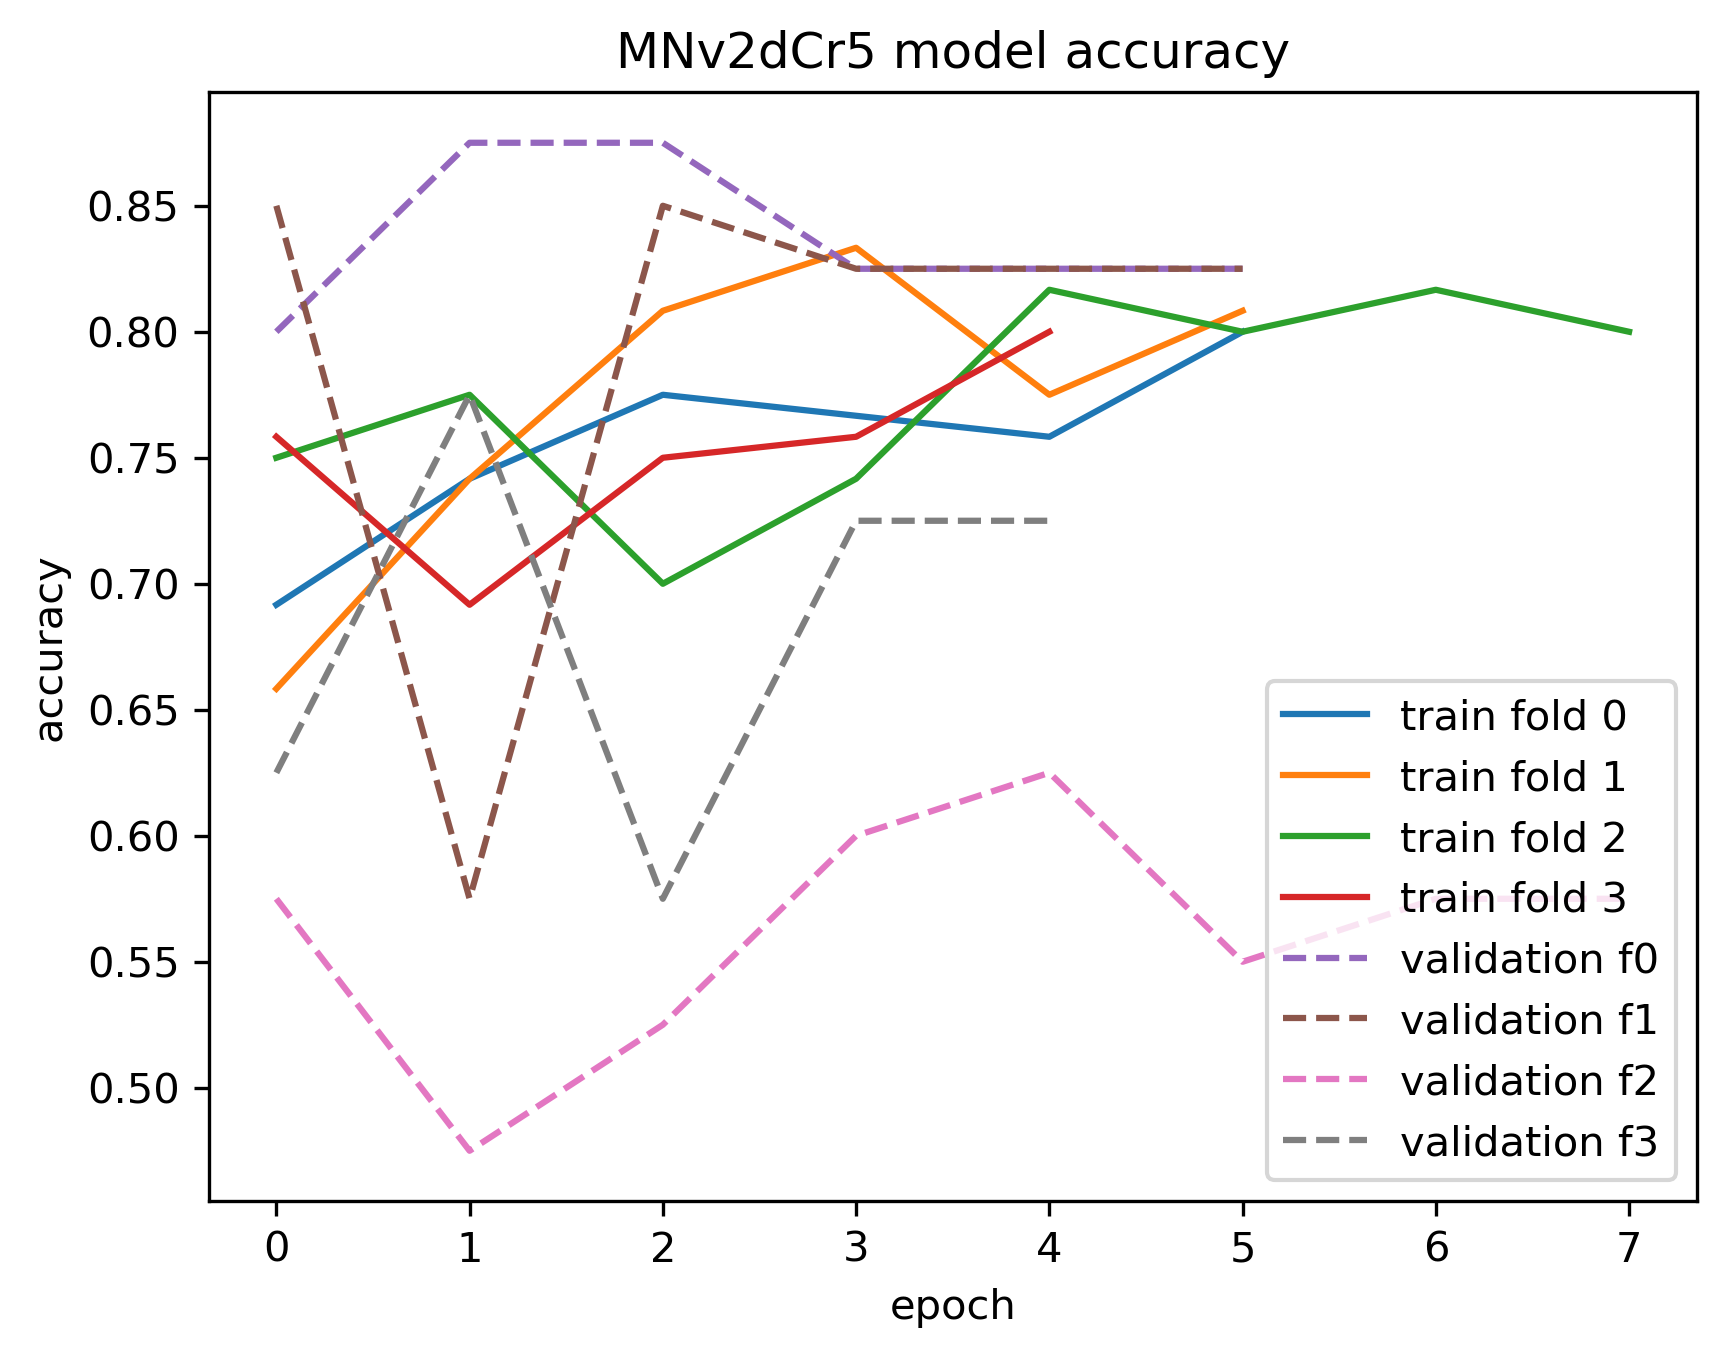 MNv2dCr5 model accuracy
accuracy
0.85
0.80
0.75
0.70
0.65
0.60
0.55
0.50
train fold 0
train fold 1
train fold 2
train fold 3
validation f0
validation f1
validation f2
validation f3
0 1 2 3 4 5 6 7
epoch